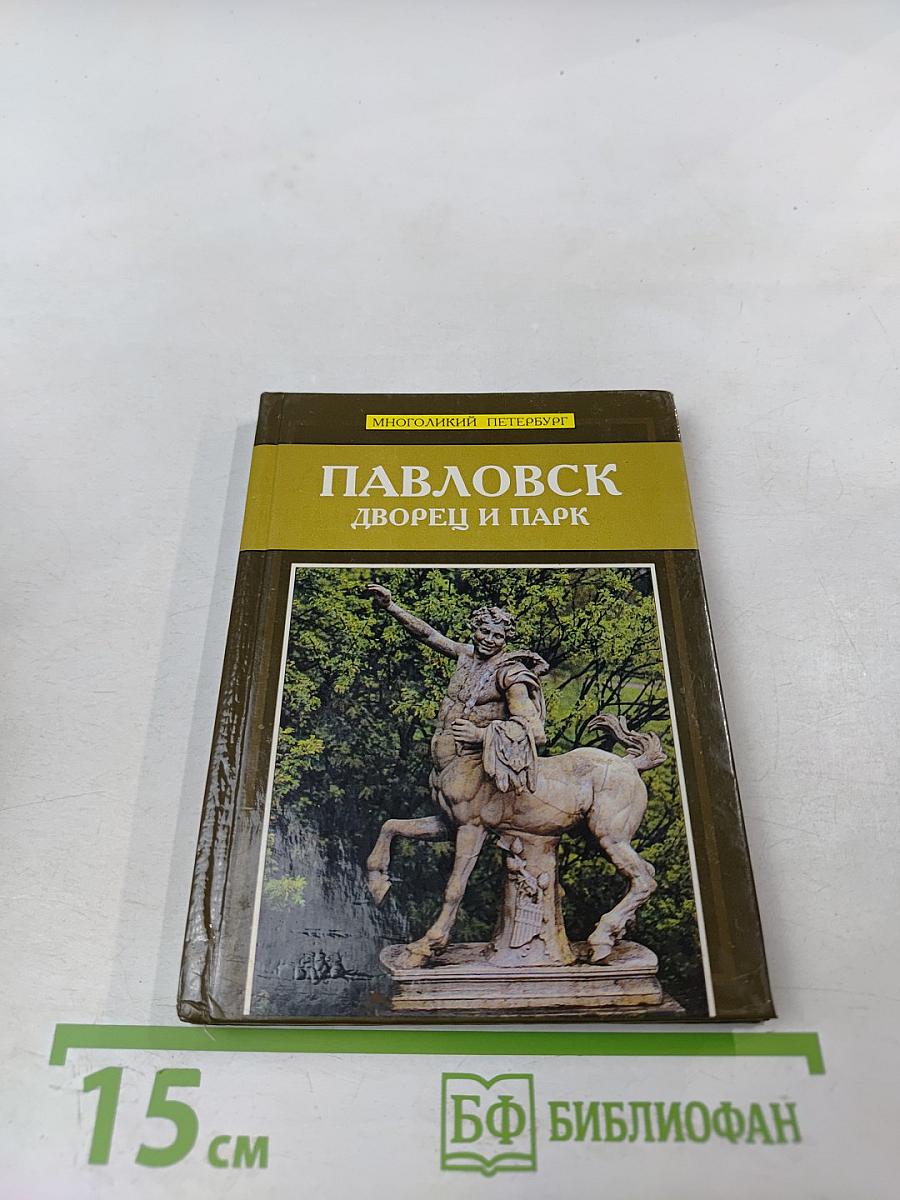 МНОГОЛИКИЙ ПЕТЕРБУРГ
ПАВЛОВСК
ДВОРЕЦ И ПАРК
15 см
БФ БИБЛИОФАН